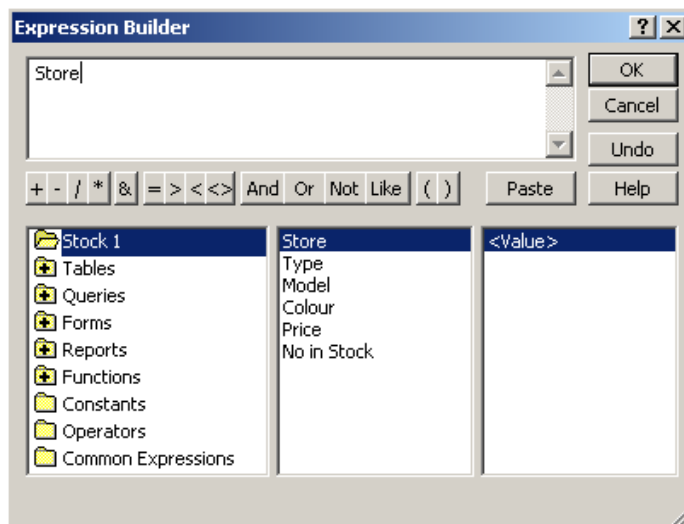 Expression Builder
? X
Store
OK
Cancel
Undo
+ - / * & = > < <> And Or Not Like ( ) Paste Help
Stock 1
Tables
Queries
Forms
Reports
Functions
Constants
Operators
Common Expressions
Store
Type
Model
Colour
Price
No in Stock
<Value>